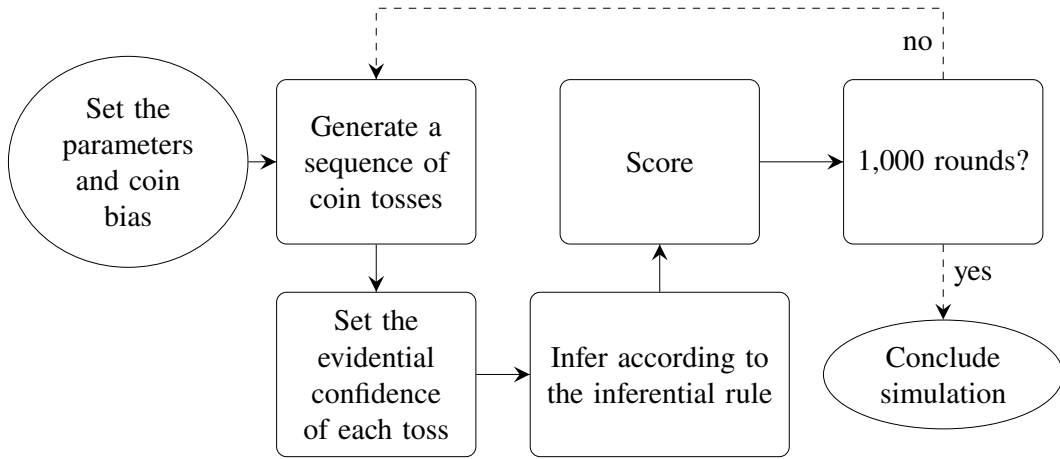 Set the
parameters
and coin
bias
Generate a
sequence of
coin tosses
Set the
evidential
confidence
of each toss
Infer according to
the inferential rule
Score
1,000 rounds?
no
yes
Conclude
simulation